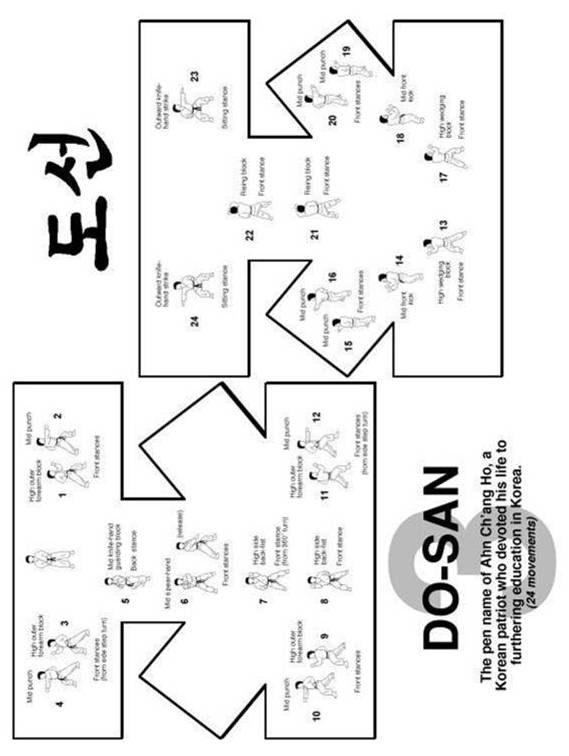 High outer
forearm block
1
Mid punch
2
Front stances
High outer
forearm block
3
Mid punch
4
Front stances
(from side step turn)
Mid knife-hand
guarding block
Back stance
5
Mid spear-hand
(release)
6
Front stances
High side
back-fist
Front stance
(from 360° turn)
7
High side
back-fist
Front stance
8
High outer
forearm block
9
Mid punch
10
Front stances
High outer
forearm block
11
Mid punch
12
Front stances
(from side step turn)
DO-SAN
3
The pen name of Ahn Ch'ang Ho, a
Korean patriot who devoted his life to
furthering education in Korea.
(24 movements)
도산
Outward knife-
hand strike
24
Sitting stance
Outward knife-
hand strike
23
Sitting stance
Rising block
Front stance
22
Rising block
Front stance
21
Mid punch
15
Mid punch
16
Front stances
Mid punch
19
Mid punch
20
Front stances
Mid front
kick
14
Mid front
kick
18
High wedging
block
Front stance
13
High wedging
block
Front stance
17